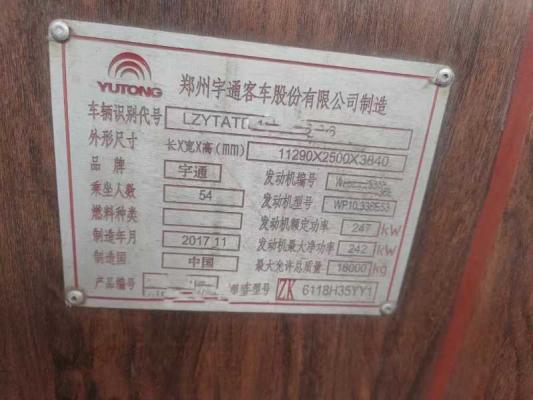 YUTONG
郑州宇通客车股份有限公司制造
车辆识别代号 LZYTAT
外形尺寸 长X宽X高(mm) 11290X2500X3840
品牌 宇通 发动机编号
乘坐人数 54 发动机型号 WP10.336E53
燃料种类 发动机额定功率 247 kW
制造年月 2017.11 发动机最大净功率 242 kW
制造国 中国 最大允许总质量 18000 kg
产品编号 ZK 6118H35YY1